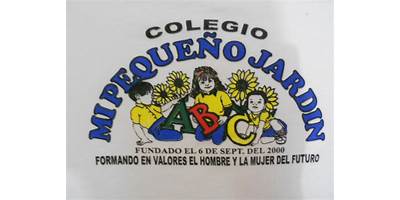 COLEGIO
MI PEQUEÑO JARDIN
ABC
FUNDADO EL 6 DE SEPT. DEL 2000
FORMANDO EN VALORES EL HOMBRE Y LA MUJER DEL FUTURO